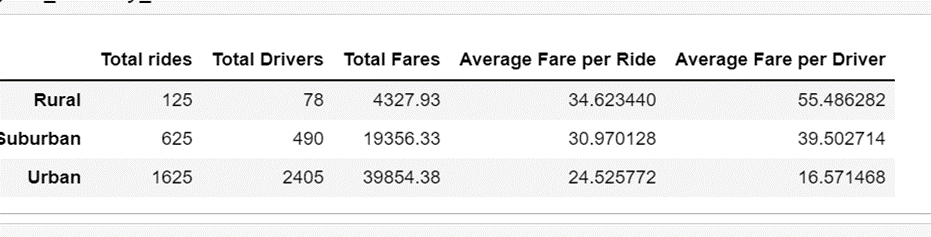 Total rides Total Drivers Total Fares Average Fare per Ride Average Fare per Driver
Rural 125 78 4327.93 34.623440 55.486282
Suburban 625 490 19356.33 30.970128 39.502714
Urban 1625 2405 39854.38 24.525772 16.571468